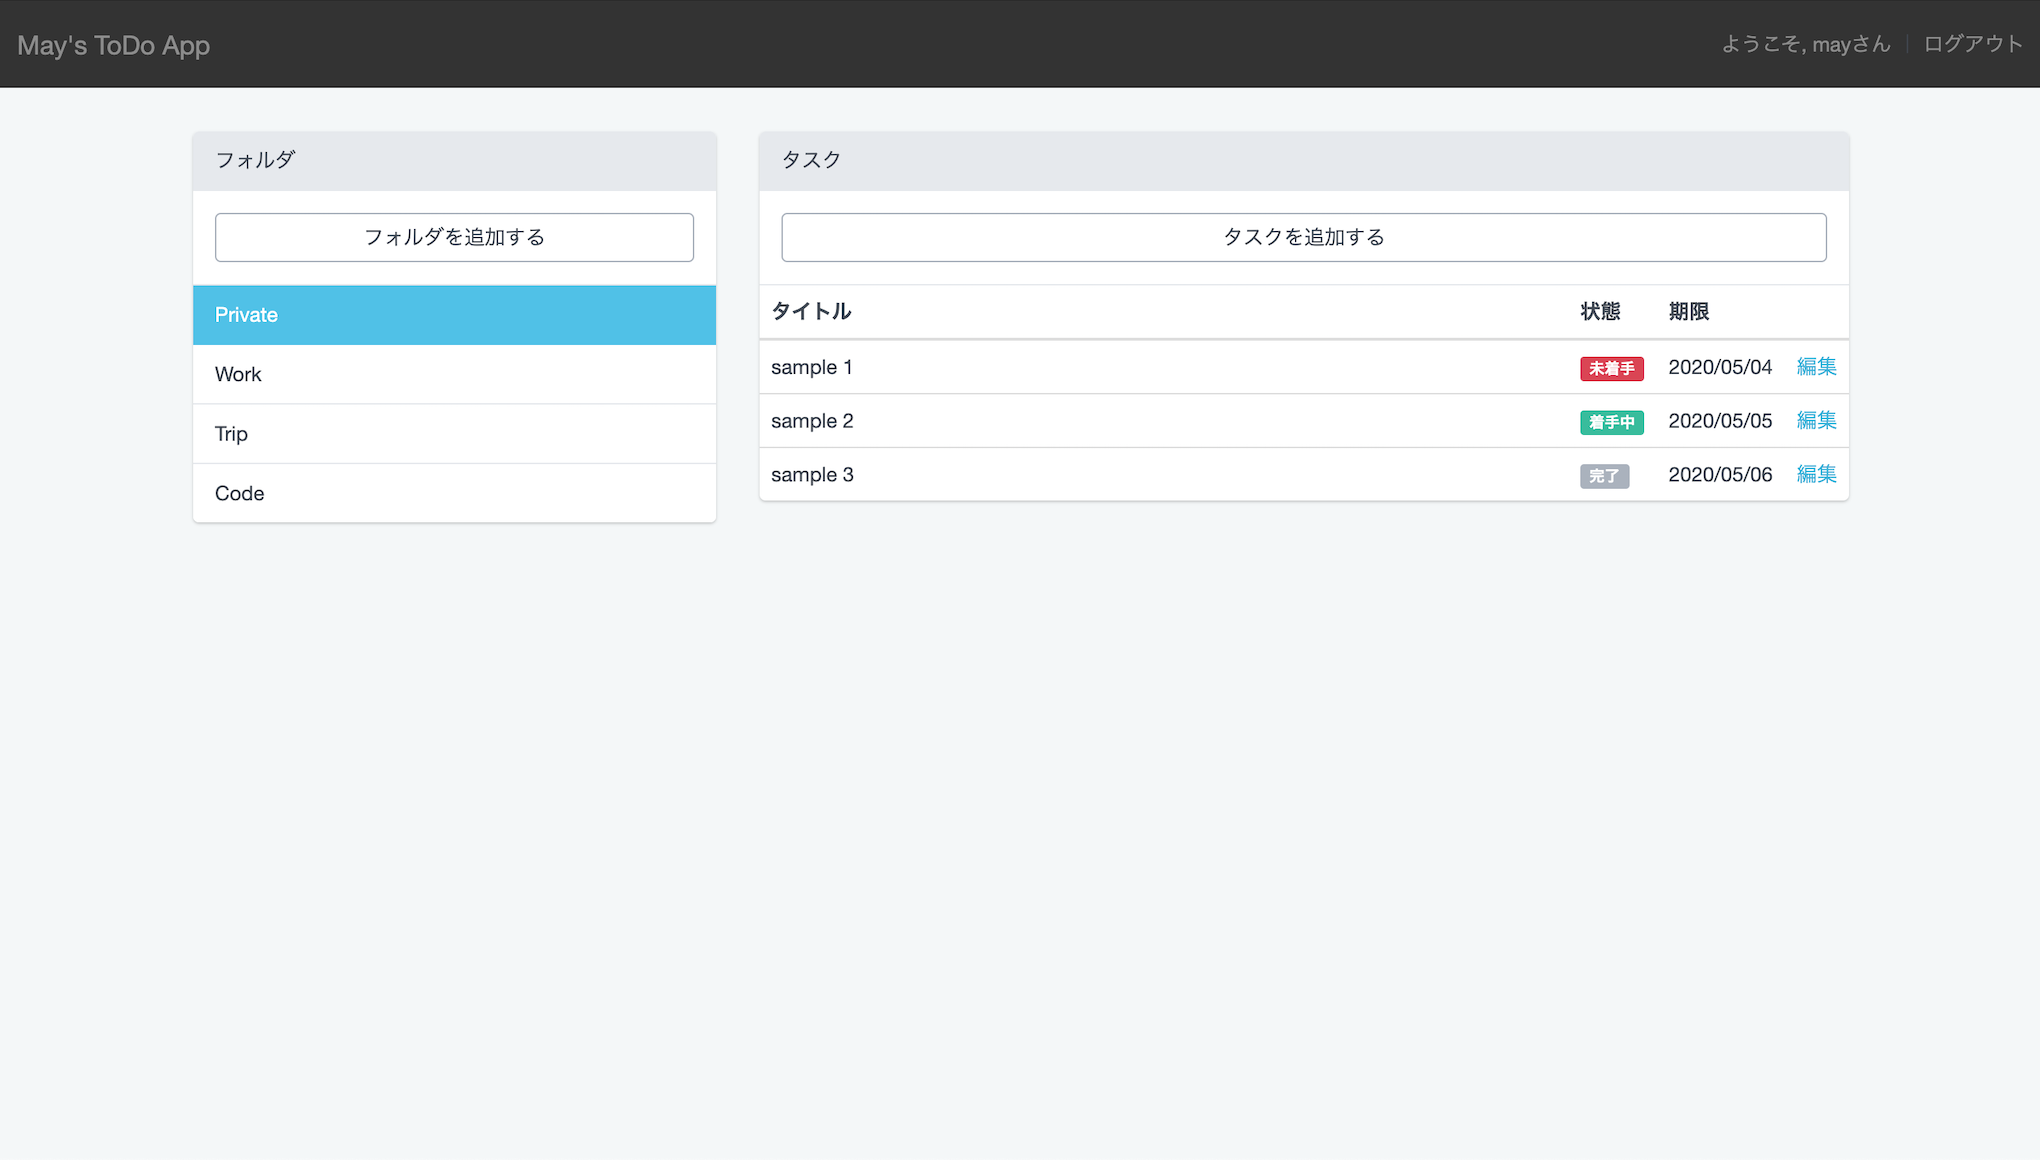 May's ToDo App
ようこそ, mayさん
ログアウト
フォルダ
フォルダを追加する
Private
Work
Trip
Code
タスク
タスクを追加する
タイトル 状態 期限
sample 1 未着手 2020/05/04 編集
sample 2 着手中 2020/05/05 編集
sample 3 完了 2020/05/06 編集